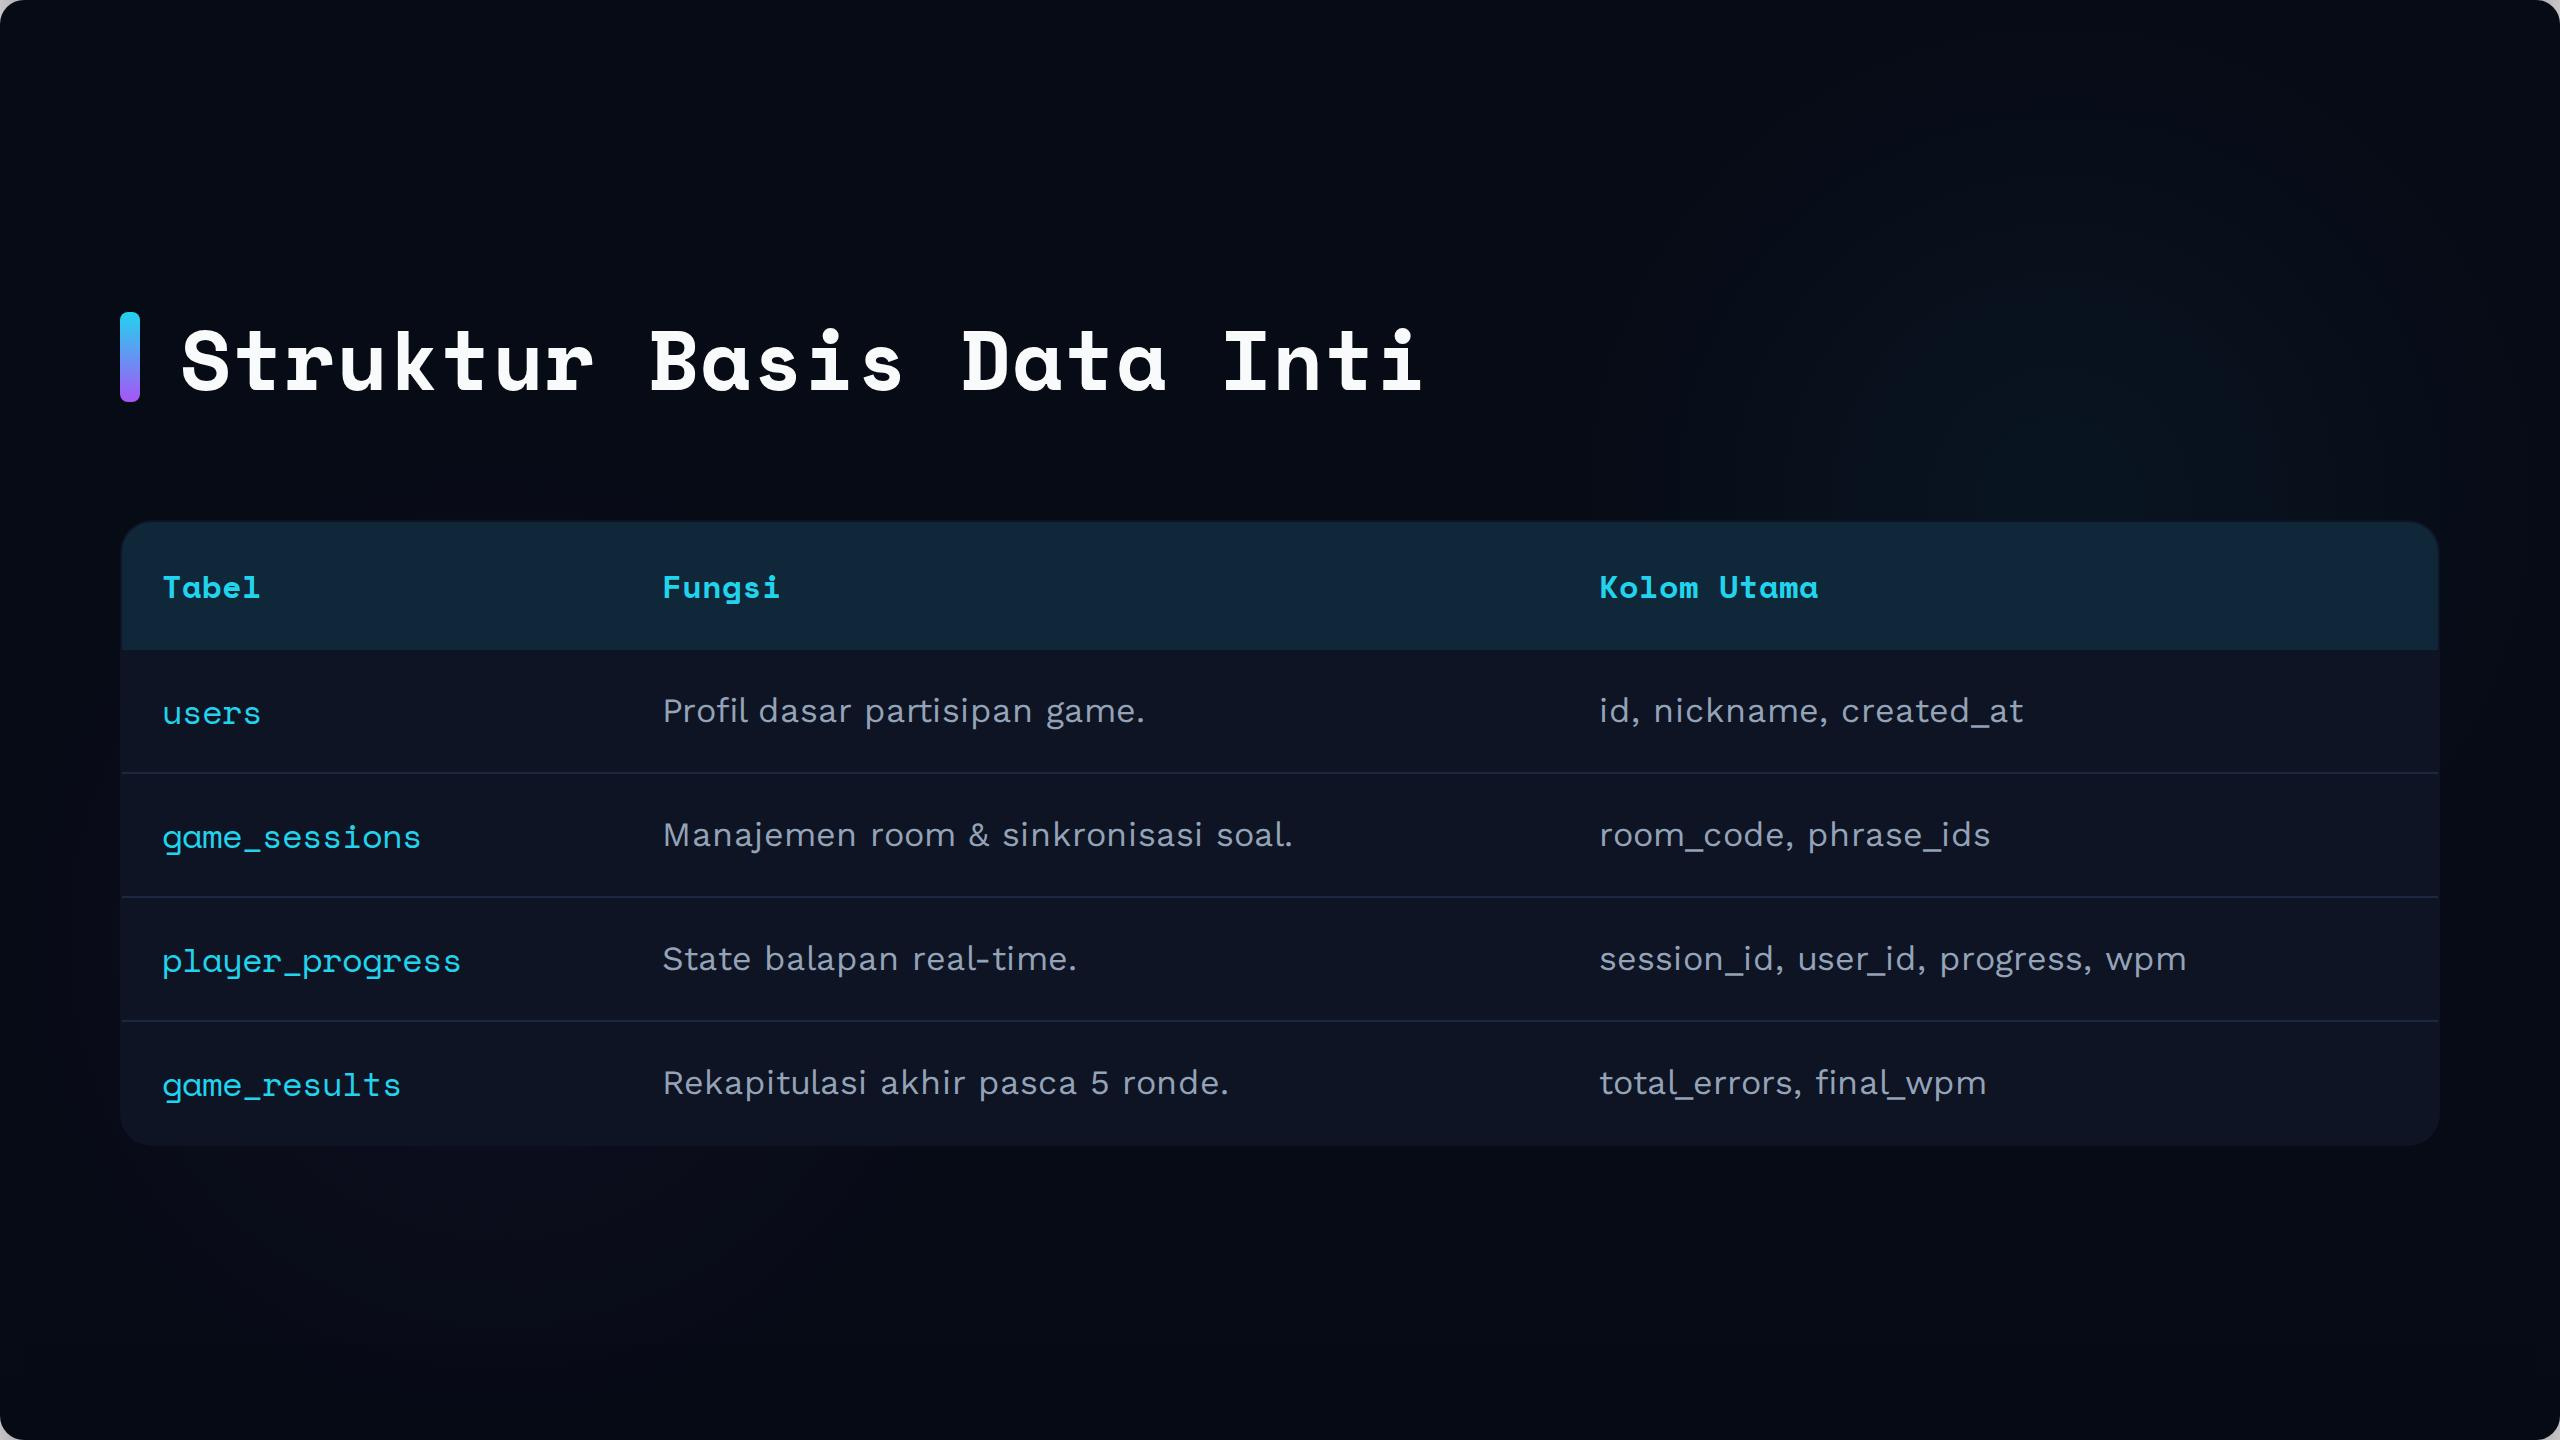 Struktur Basis Data Inti
Tabel Fungsi Kolom Utama
users Profil dasar partisipan game. id, nickname, created_at
game_sessions Manajemen room & sinkronisasi soal. room_code, phrase_ids
player_progress State balapan real-time. session_id, user_id, progress, wpm
game_results Rekapitulasi akhir pasca 5 ronde. total_errors, final_wpm